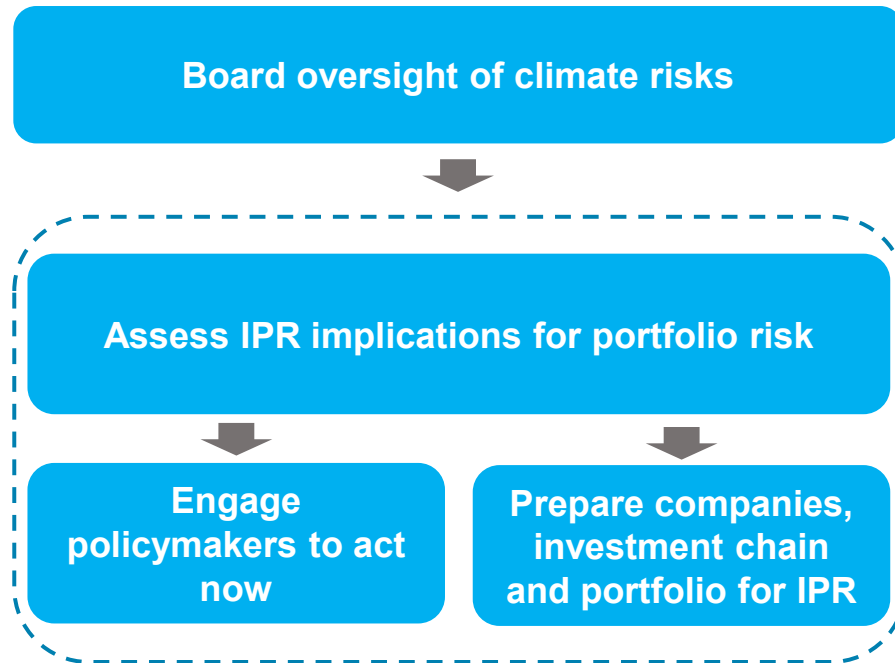 Board oversight of climate risks
Assess IPR implications for portfolio risk
Engage
policymakers to act
now
Prepare companies,
investment chain
and portfolio for IPR